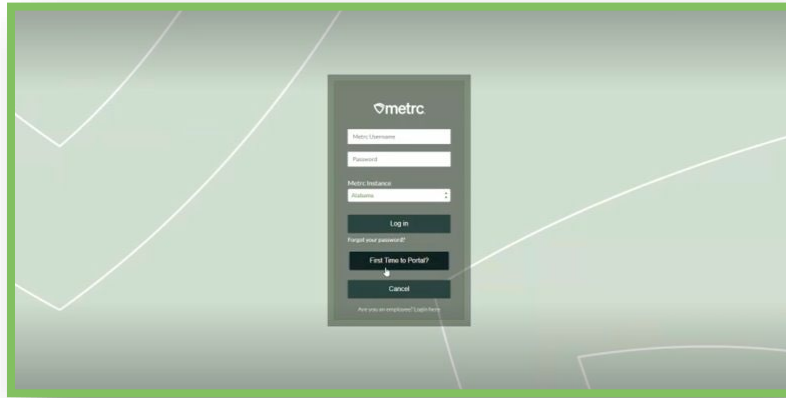 metrc
Metrc Username
Password
Metrc Instance
Alabama
Log in
Forgot your password?
First Time to Portal?
Cancel
Are you an employee? Login here